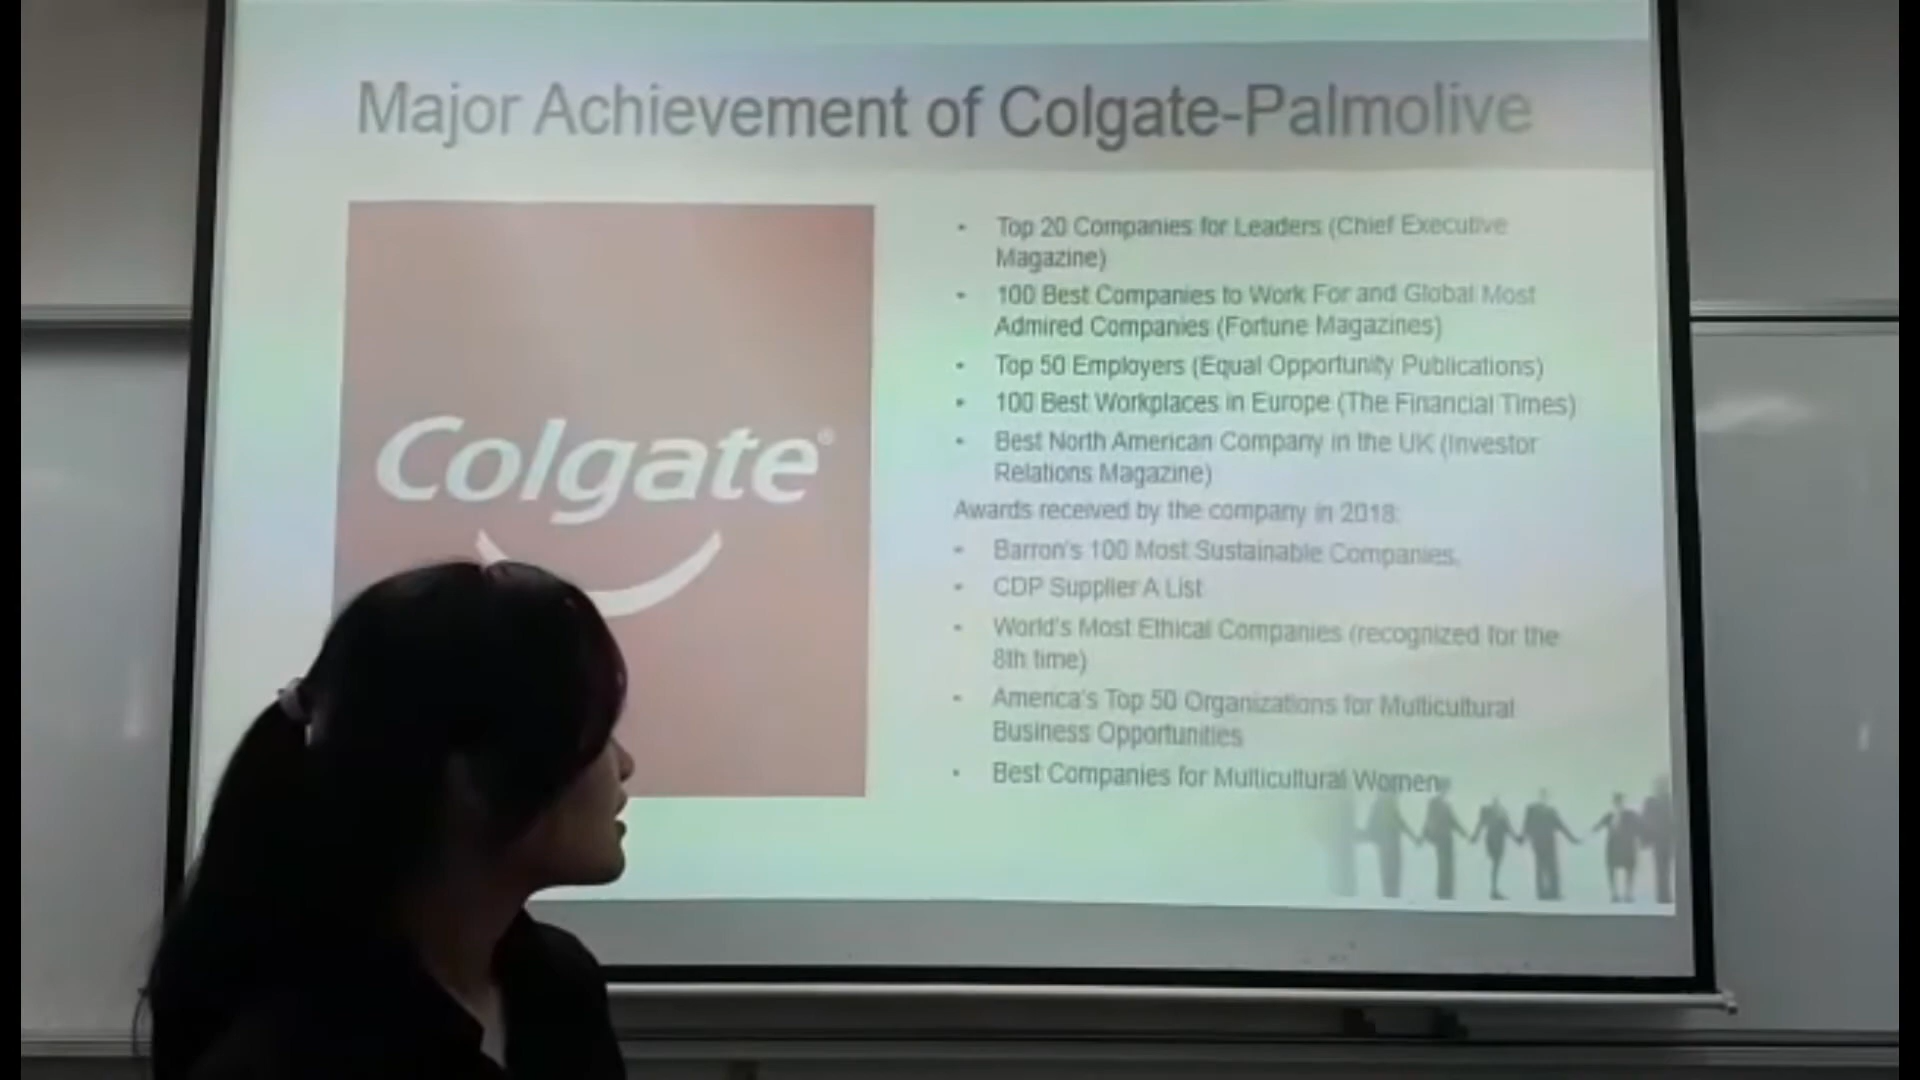 Major Achievement of Colgate-Palmolive
Colgate®
• Top 20 Companies for Leaders (Chief Executive
Magazine)
• 100 Best Companies to Work For and Global Most
Admired Companies (Fortune Magazines)
• Top 50 Employers (Equal Opportunity Publications)
• 100 Best Workplaces in Europe (The Financial Times)
• Best North American Company in the UK (Investor
Relations Magazine)
Awards received by the company in 2018:
• Barron's 100 Most Sustainable Companies.
• CDP Supplier A List
• World's Most Ethical Companies (recognized for the
8th time)
• America's Top 50 Organizations for Multicultural
Business Opportunities
• Best Companies for Multicultural Women